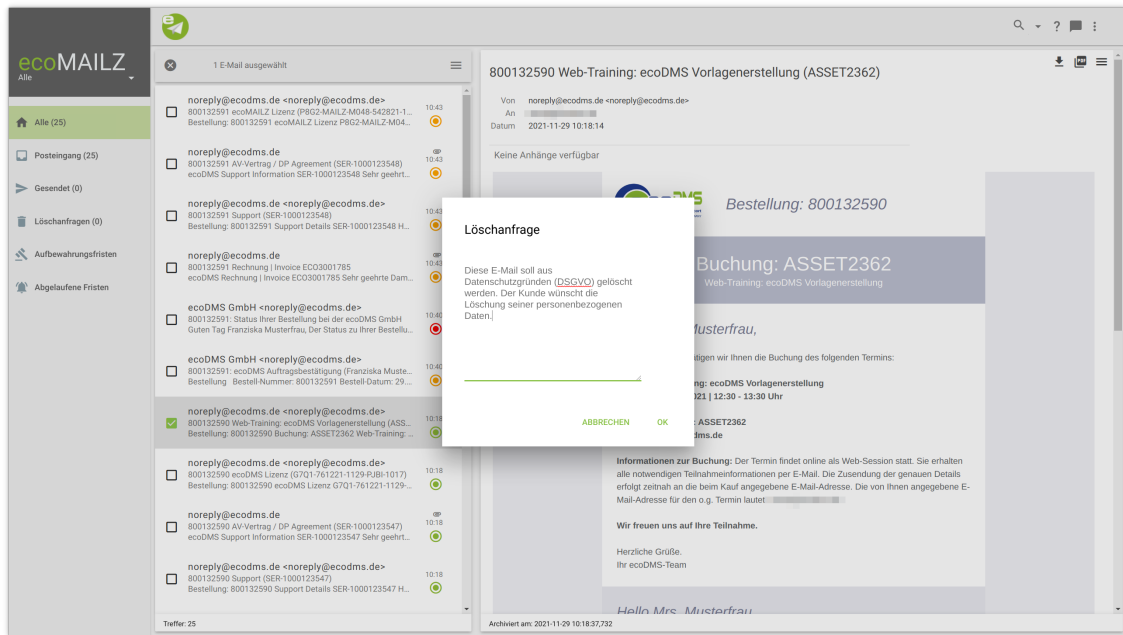 ecoMAILZ
Alle
Alle (25)
Posteingang (25)
Gesendet (0)
Löschanfragen (0)
Aufbewahrungsfristen
Abgelaufene Fristen
e
?
1 E-Mail ausgewählt
noreply@ecodms.de <noreply@ecodms.de>
10:43
800132591 ecoMAILZ Lizenz (P8G2-MAILZ-M048-542821-1...
Bestellung: 800132591 ecoMAILZ Lizenz P8G2-MAILZ-M04...
noreply@ecodms.de
10:43
800132591 AV-Vertrag / DP Agreement (SER-1000123548)
ecoDMS Support Information SER-1000123548 Sehr geehrt...
noreply@ecodms.de <noreply@ecodms.de>
10:43
800132591 Support (SER-1000123548)
Bestellung: 800132591 Support Details SER-1000123548 H...
noreply@ecodms.de
10:43
800132591 Rechnung | Invoice ECO3001785
ecoDMS Rechnung | Invoice ECO3001785 Sehr geehrte Dam...
ecoDMS GmbH <noreply@ecodms.de>
10:40
800132591: Status Ihrer Bestellung bei der ecoDMS GmbH
Guten Tag Franziska Musterfrau, Der Status zu Ihrer Bestellu...
ecoDMS GmbH <noreply@ecodms.de>
10:40
800132591: ecoDMS Auftragsbestätigung (Franziska Muste...
Bestellung Bestell-Nummer: 800132591 Bestell-Datum: 29....
noreply@ecodms.de <noreply@ecodms.de>
10:18
800132590 Web-Training: ecoDMS Vorlagenerstellung (ASS...
Bestellung: 800132590 Buchung: ASSET2362 Web-Training: ...
noreply@ecodms.de <noreply@ecodms.de>
10:18
800132590 ecoDMS Lizenz (G7Q1-761221-1129-PJBI-1017)
Bestellung: 800132590 ecoDMS Lizenz G7Q1-761221-1129-...
noreply@ecodms.de
10:18
800132590 AV-Vertrag / DP Agreement (SER-1000123547)
ecoDMS Support Information SER-1000123547 Sehr geehrt...
noreply@ecodms.de <noreply@ecodms.de>
10:18
800132590 Support (SER-1000123547)
Bestellung: 800132590 Support Details SER-1000123547 H...
Treffer: 25
800132590 Web-Training: ecoDMS Vorlagenerstellung (ASSET2362)
PDF
Von noreply@ecodms.de <noreply@ecodms.de>
An
Datum 2021-11-29 10:18:14
Keine Anhänge verfügbar
DMS
Bestellung: 800132590
Buchung: ASSET2362
Web-Training: ecoDMS Vorlagenerstellung
Musterfrau,
tigen wir Ihnen die Buchung des folgenden Termins:
ng: ecoDMS Vorlagenerstellung
021 | 12:30 - 13:30 Uhr
: ASSET2362
dms.de
Informationen zur Buchung: Der Termin findet online als Web-Session statt. Sie erhalten
alle notwendigen Teilnahmeinformationen per E-Mail. Die Zusendung der genauen Details
erfolgt zeitnah an die beim Kauf angegebene E-Mail-Adresse. Die von Ihnen angegebene E-
Mail-Adresse für den o.g. Termin lautet
Wir freuen uns auf Ihre Teilnahme.
Herzliche Grüße.
Ihr ecoDMS-Team
Hello Mrs. Musterfrau
Archiviert am: 2021-11-29 10:18:37,732
Löschanfrage
Diese E-Mail soll aus
Datenschutzgründen (DSGVO) gelöscht
werden. Der Kunde wünscht die
Löschung seiner personenbezogenen
Daten.
ABBRECHEN OK